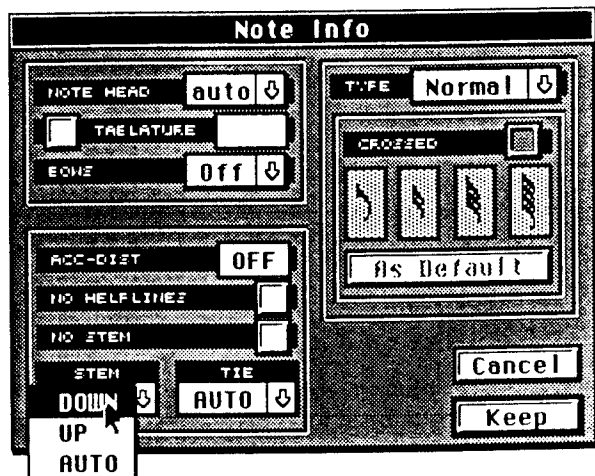 Note Info
NOTE HEAD auto
TABLATURE
BOWS Off
ACC-DIST OFF
NO HELPLINES
NO STEM
STEM TIE
DOWN AUTO
UP
AUTO
TYPE Normal
CROSSED
As Default
Cancel
Keep